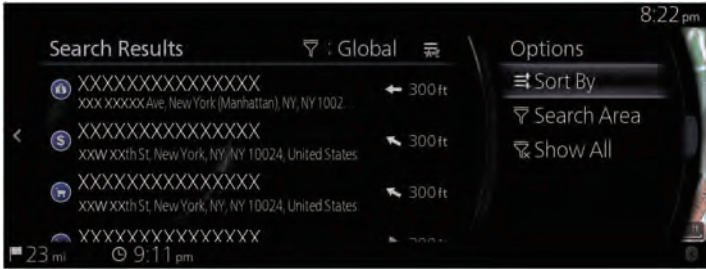 8:22 pm
Search Results
: Global
Options
XXXXXXXXXXXXXXX
XXX XXXXX Ave, New York (Manhattan), NY, NY 1002...
300 ft
XXXXXXXXXXXXXXX
XXW XXth St, New York, NY, NY 10024, United States
300 ft
XXXXXXXXXXXXXXX
XXW XXth St, New York, NY, NY 10024, United States
300 ft
XXXXXXXXXXXXXXX
Sort By
Search Area
Show All
23 mi
9:11 pm